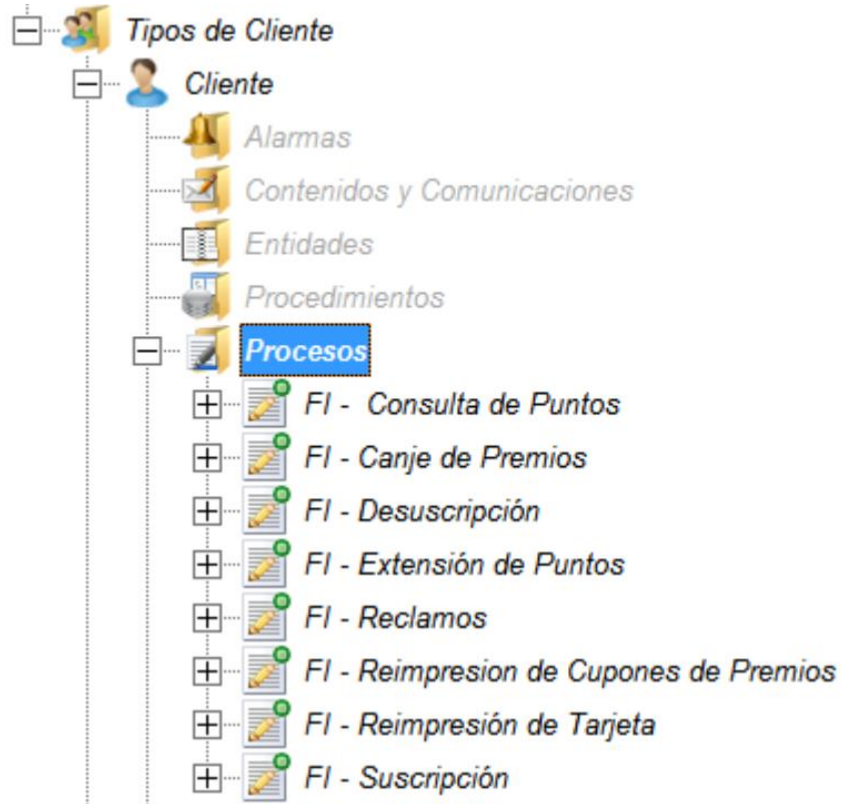 Tipos de Cliente
Cliente
Alarmas
Contenidos y Comunicaciones
Entidades
Procedimientos
Procesos
FI -  Consulta de Puntos
FI - Canje de Premios
FI - Desuscripción
FI - Extensión de Puntos
FI - Reclamos
FI - Reimpresion de Cupones de Premios
FI - Reimpresión de Tarjeta
FI - Suscripción